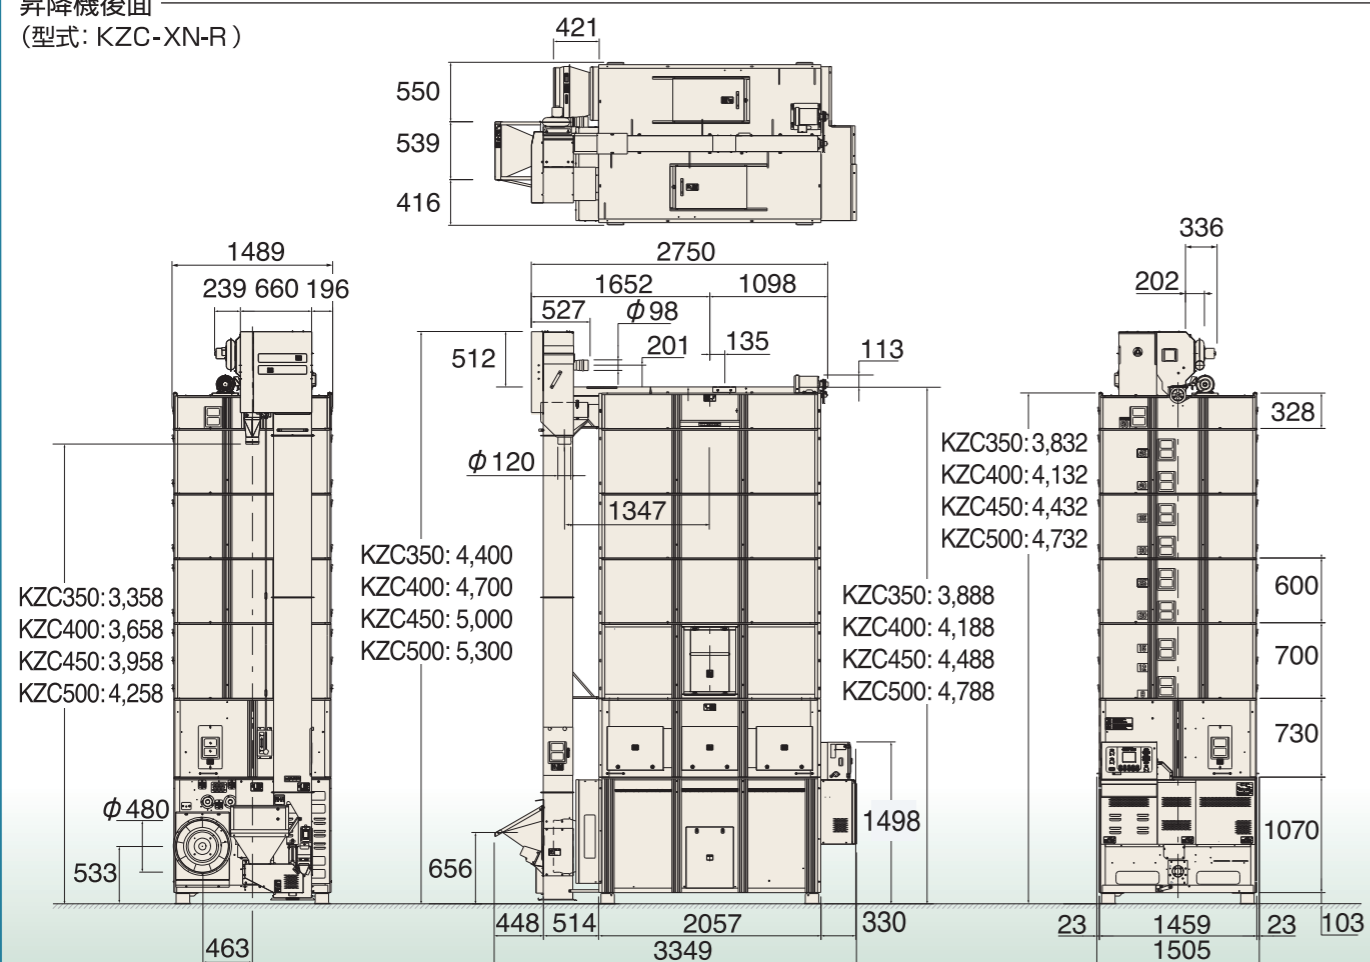 昇降機後面
（型式：KZC-XN-R）
421
550
539
416
1489
239 660 196
2750
1652 1098
527 φ98
201 135
512 113
φ120
1347
336
202
328
KZC350:3,832
KZC400:4,132
KZC450:4,432
KZC500:4,732
KZC350:3,358
KZC400:3,658
KZC450:3,958
KZC500:4,258
KZC350:4,400
KZC400:4,700
KZC450:5,000
KZC500:5,300
KZC350:3,888
KZC400:4,188
KZC450:4,488
KZC500:4,788
600
700
730
1070
φ480
533
463
656
1498
448 514 2057 330
3349
23 1459 23 103
1505